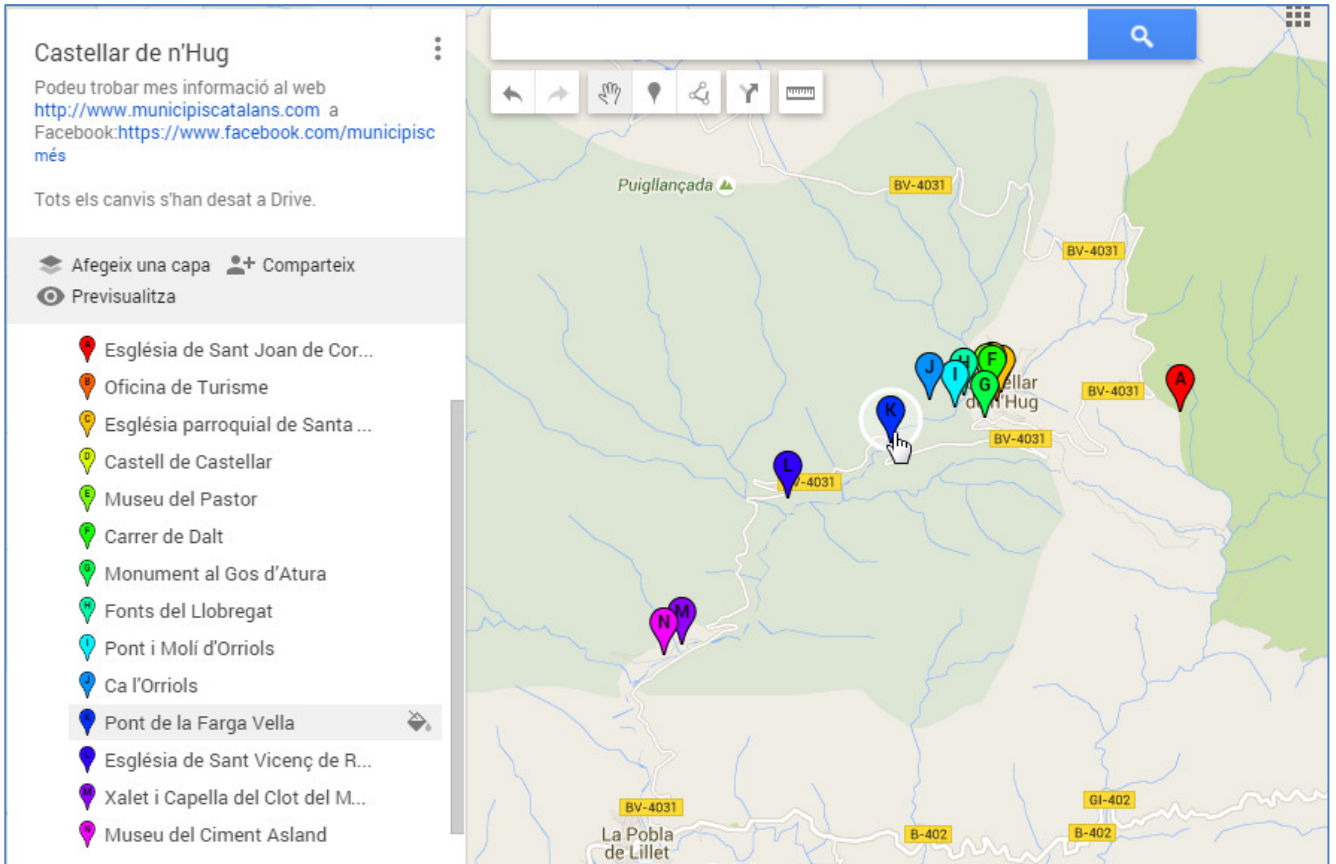 Castellar de n'Hug
Podeu trobar mes informació al web
http://www.municipiscatalans.com a
Facebook:https://www.facebook.com/municipisc
més
Tots els canvis s'han desat a Drive.
Afegeix una capa Comparteix
Previsualitza
A Església de Sant Joan de Cor...
B Oficina de Turisme
C Església parroquial de Santa ...
D Castell de Castellar
E Museu del Pastor
F Carrer de Dalt
G Monument al Gos d'Atura
H Fonts del Llobregat
I Pont i Molí d'Orriols
J Ca l'Orriols
K Pont de la Farga Vella
L Església de Sant Vicenç de R...
M Xalet i Capella del Clot del M...
N Museu del Ciment Asland
Puigllançada
BV-4031
BV-4031
J
H
I
F
G
A
BV-4031
ellar
de n'Hug
K
BV-4031
L
BV-4031
M
N
BV-4031
GI-402
La Pobla
de Lillet
B-402
B-402